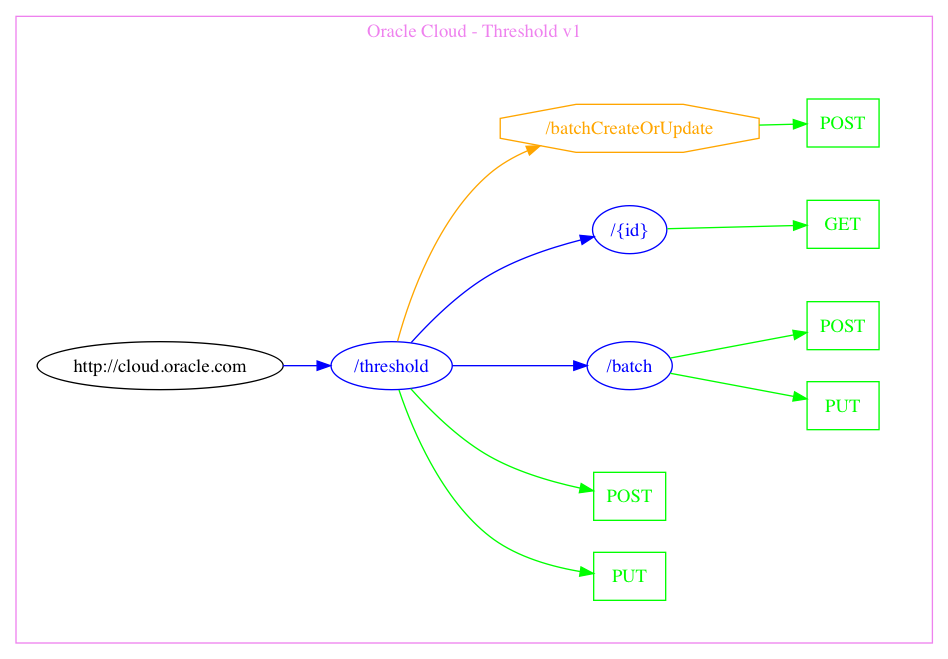 Oracle Cloud - Threshold v1
/batchCreateOrUpdate
POST
/{id}
GET
http://cloud.oracle.com
/threshold
/batch
POST
PUT
POST
PUT